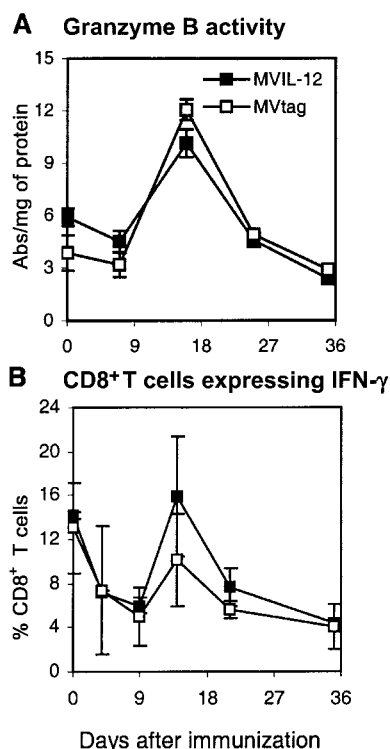 A Granzyme B activity
MVIL-12
MVtag
Abs/mg of protein
15
12
9
6
3
0
0 9 18 27 36
B CD8⁺ T cells expressing IFN-γ
% CD8⁺ T cells
24
20
16
12
8
4
0
0 9 18 27 36
Days after immunization